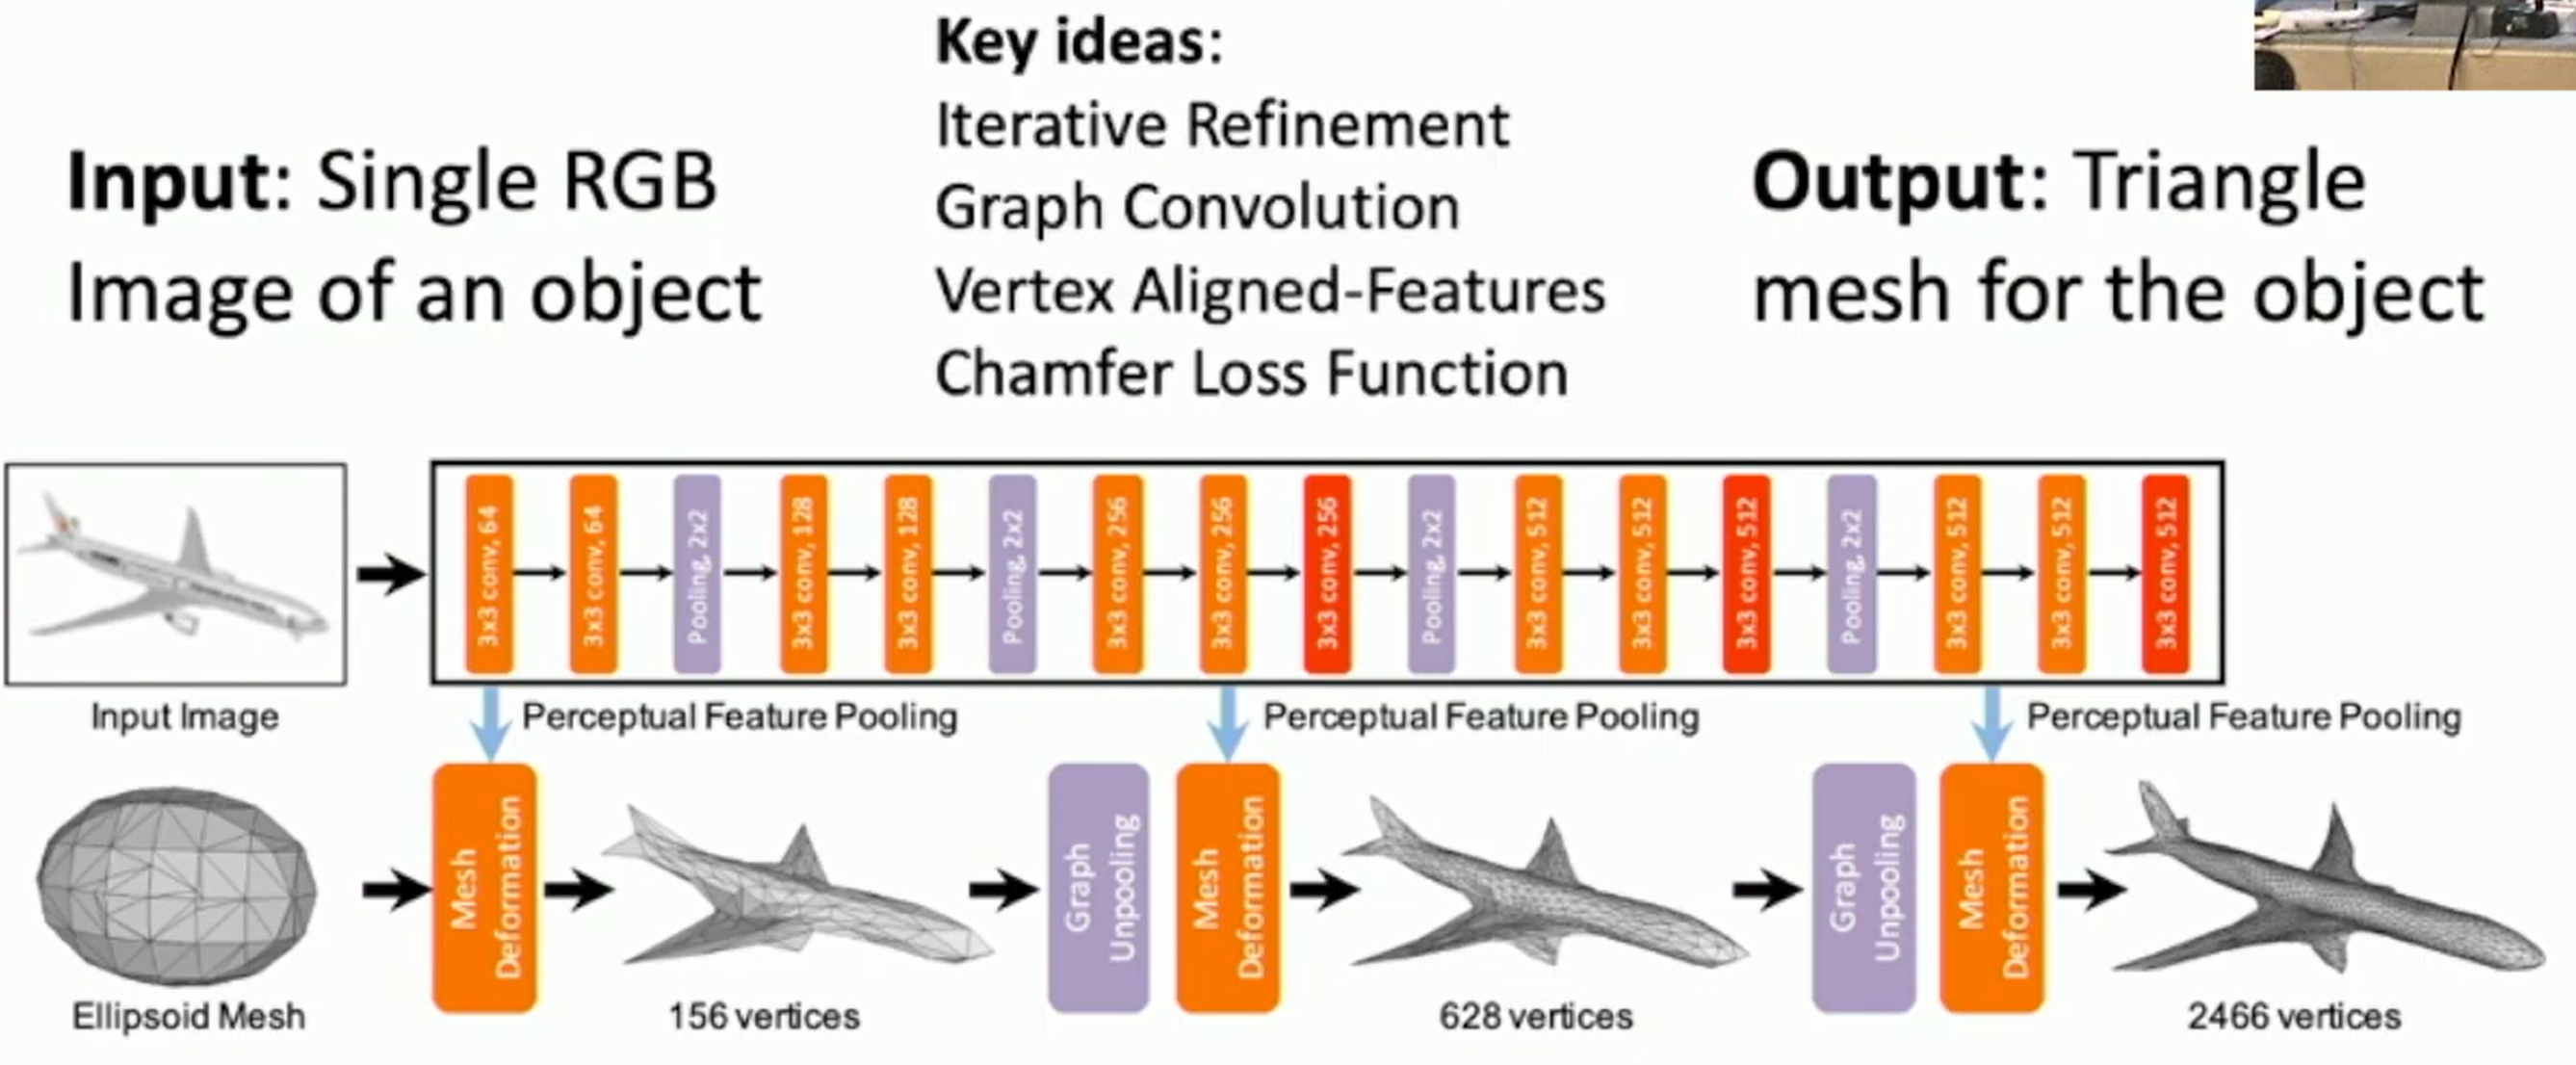 Key ideas:
Iterative Refinement
Graph Convolution
Vertex Aligned-Features
Chamfer Loss Function
Input: Single RGB
Image of an object
Output: Triangle
mesh for the object
3x3 conv, 64
3x3 conv, 64
Pooling, 2x2
3x3 conv, 128
3x3 conv, 128
Pooling, 2x2
3x3 conv, 256
3x3 conv, 256
3x3 conv, 256
Pooling, 2x2
3x3 conv, 512
3x3 conv, 512
3x3 conv, 512
Pooling, 2x2
3x3 conv, 512
3x3 conv, 512
3x3 conv, 512
Input Image
Perceptual Feature Pooling
Perceptual Feature Pooling
Perceptual Feature Pooling
Mesh
Deformation
Graph
Unpooling
Mesh
Deformation
Graph
Unpooling
Mesh
Deformation
Ellipsoid Mesh
156 vertices
628 vertices
2466 vertices